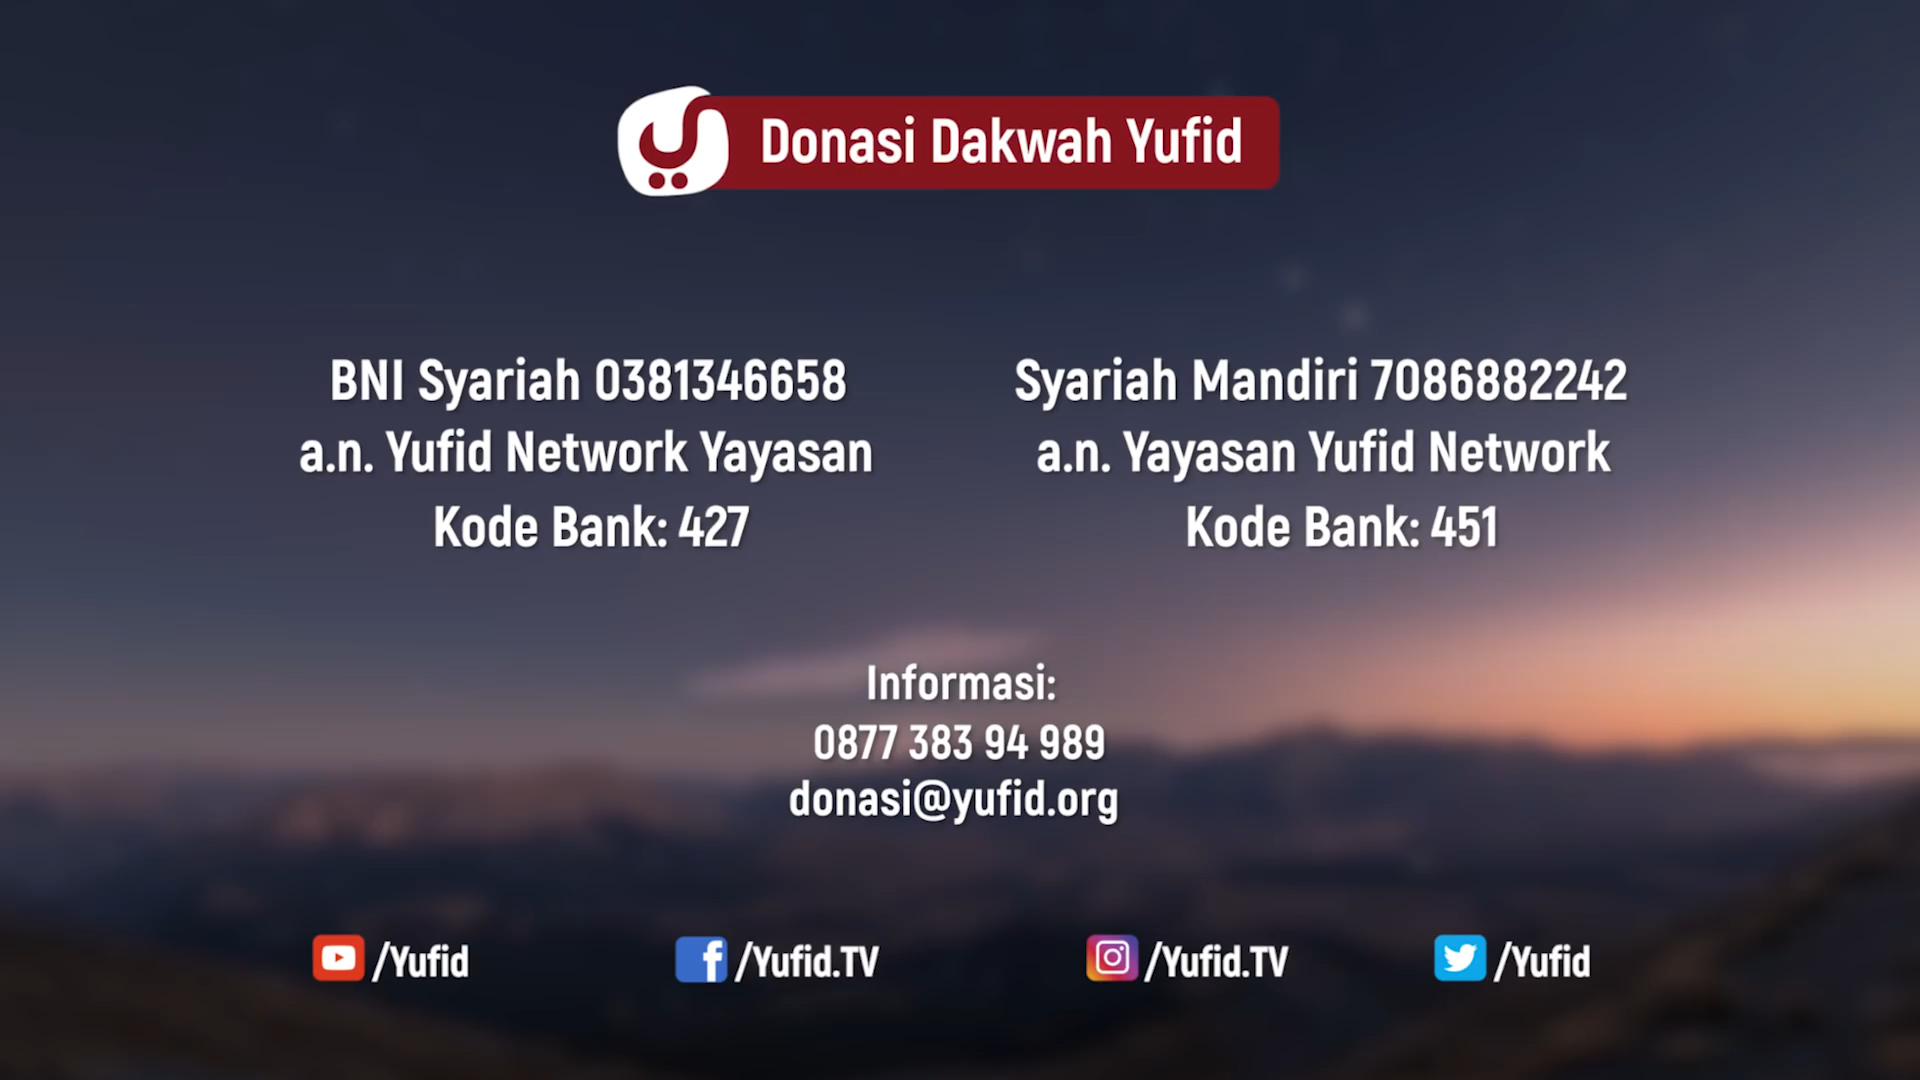 Donasi Dakwah Yufid
BNI Syariah 0381346658
a.n. Yufid Network Yayasan
Kode Bank: 427
Syariah Mandiri 7086882242
a.n. Yayasan Yufid Network
Kode Bank: 451
Informasi:
0877 383 94 989
donasi@yufid.org
/Yufid
/Yufid.TV
/Yufid.TV
/Yufid